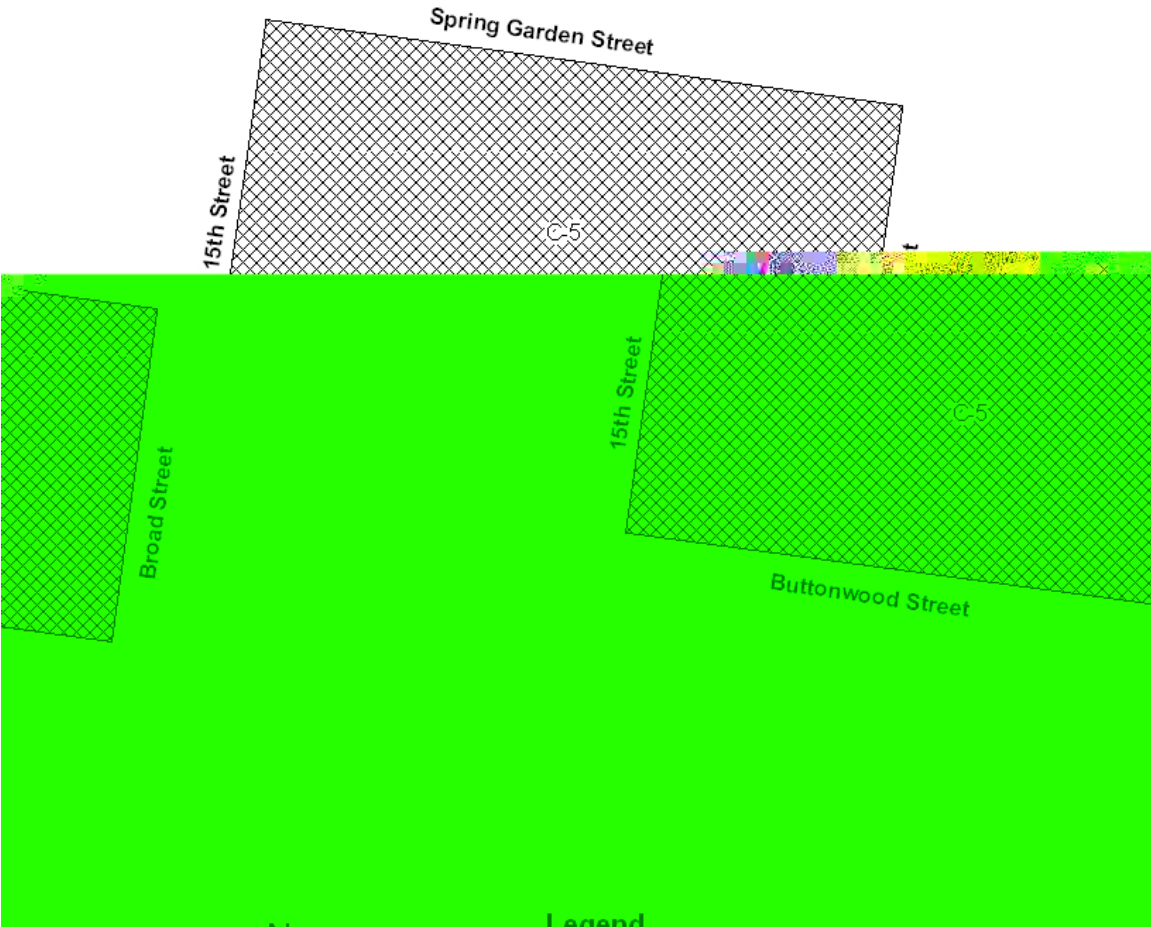 Spring Garden Street
15th Street
C-5
t
15th Street
C-5
Broad Street
Buttonwood Street
Legend